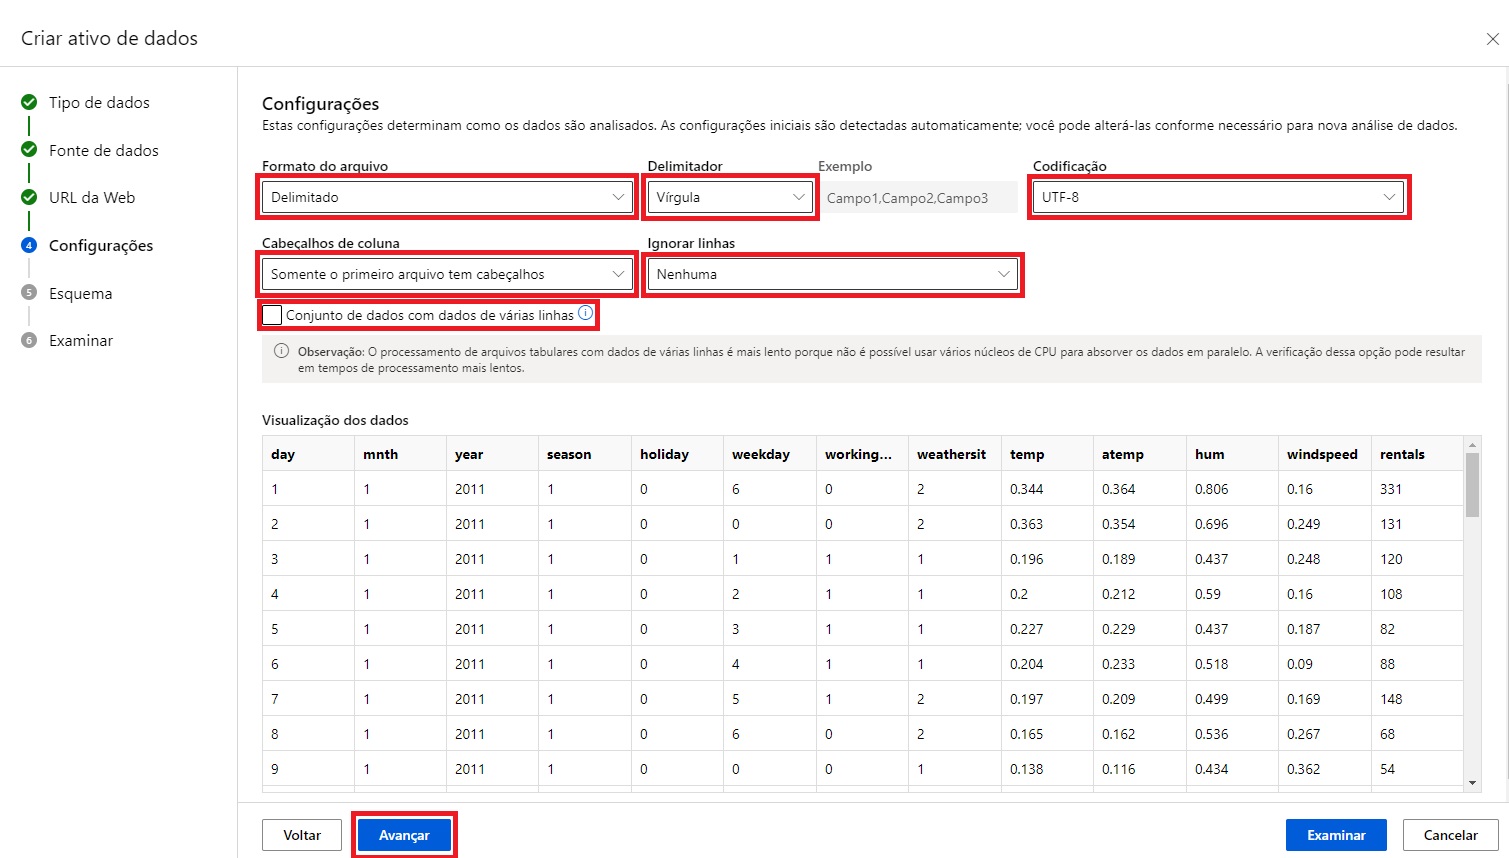 Criar ativo de dados
Tipo de dados
Fonte de dados
URL da Web
4 Configurações
5 Esquema
6 Examinar
Configurações
Estas configurações determinam como os dados são analisados. As configurações iniciais são detectadas automaticamente; você pode alterá-las conforme necessário para nova análise de dados.
Formato do arquivo Delimitador Exemplo Codificação
Delimitado Vírgula Campo1,Campo2,Campo3 UTF-8
Cabeçalhos de coluna Ignorar linhas
Somente o primeiro arquivo tem cabeçalhos Nenhuma
Conjunto de dados com dados de várias linhas
Observação: O processamento de arquivos tabulares com dados de várias linhas é mais lento porque não é possível usar vários núcleos de CPU para absorver os dados em paralelo. A verificação dessa opção pode resultar
em tempos de processamento mais lentos.
Visualização dos dados
day mnth year season holiday weekday working... weathersit temp atemp hum windspeed rentals
1 1 2011 1 0 6 0 2 0.344 0.364 0.806 0.16 331
2 1 2011 1 0 0 0 2 0.363 0.354 0.696 0.249 131
3 1 2011 1 0 1 1 1 0.196 0.189 0.437 0.248 120
4 1 2011 1 0 2 1 1 0.2 0.212 0.59 0.16 108
5 1 2011 1 0 3 1 1 0.227 0.229 0.437 0.187 82
6 1 2011 1 0 4 1 1 0.204 0.233 0.518 0.09 88
7 1 2011 1 0 5 1 2 0.197 0.209 0.499 0.169 148
8 1 2011 1 0 6 0 2 0.165 0.162 0.536 0.267 68
9 1 2011 1 0 0 0 1 0.138 0.116 0.434 0.362 54
Voltar Avançar Examinar Cancelar